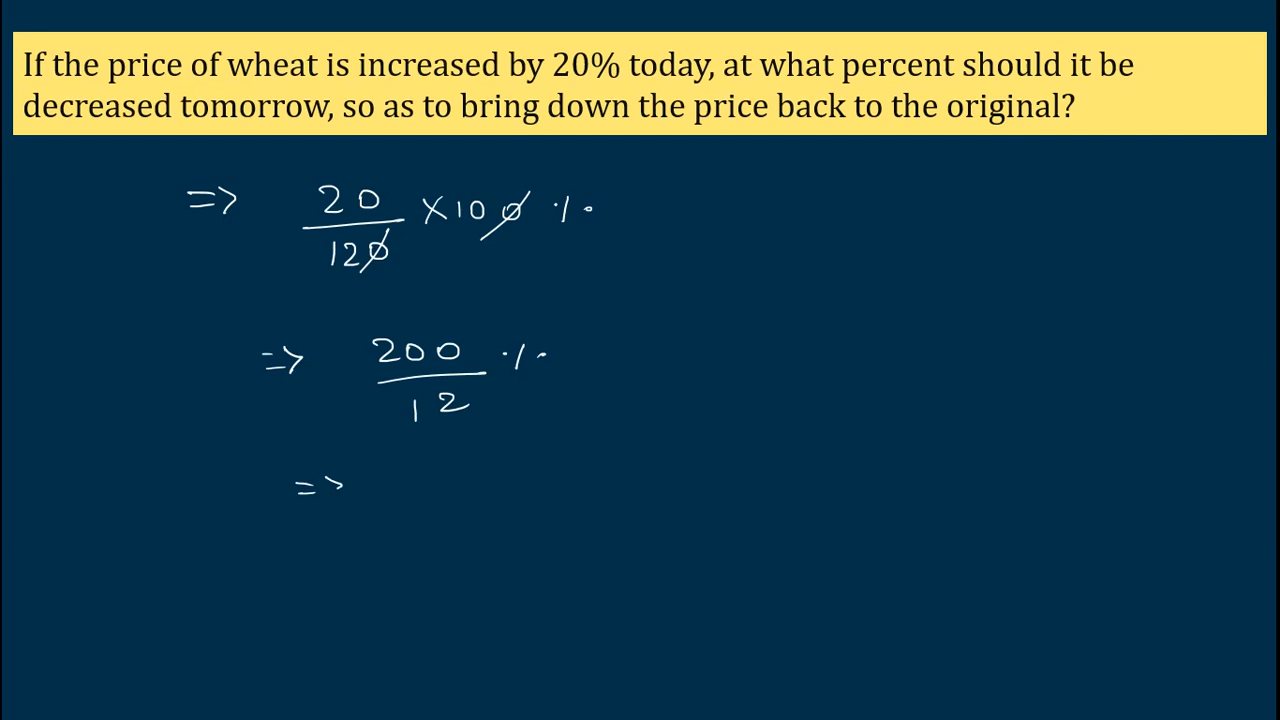 If the price of wheat is increased by 20% today, at what percent should it be
decreased tomorrow, so as to bring down the price back to the original?
=> 20/120 × 100 %
=> 200/12 %
=>